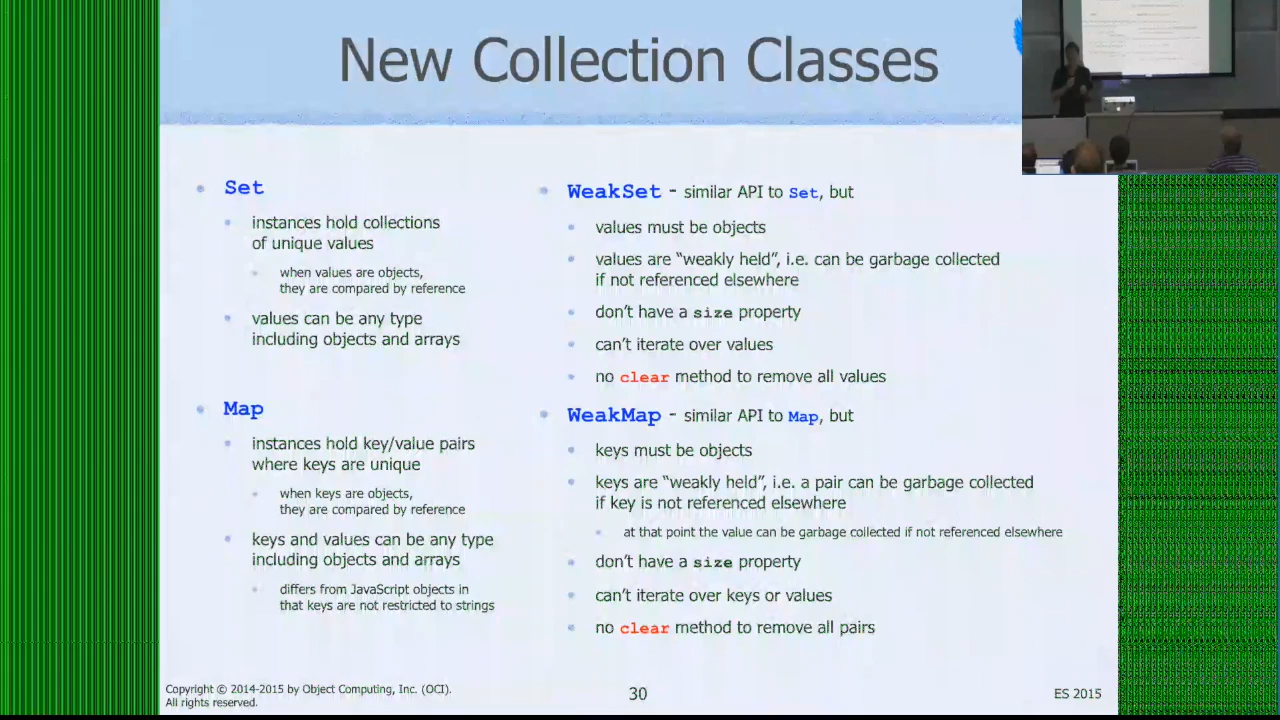 New Collection Classes
Set
instances hold collections
of unique values
when values are objects,
they are compared by reference
values can be any type
including objects and arrays
Map
instances hold key/value pairs
where keys are unique
when keys are objects,
they are compared by reference
keys and values can be any type
including objects and arrays
differs from JavaScript objects in
that keys are not restricted to strings
WeakSet - similar API to Set, but
values must be objects
values are “weakly held”, i.e. can be garbage collected
if not referenced elsewhere
don’t have a size property
can’t iterate over values
no clear method to remove all values
WeakMap - similar API to Map, but
keys must be objects
keys are “weakly held”, i.e. a pair can be garbage collected
if key is not referenced elsewhere
at that point the value can be garbage collected if not referenced elsewhere
don’t have a size property
can’t iterate over keys or values
no clear method to remove all pairs
Copyright © 2014-2015 by Object Computing, Inc. (OCI).
All rights reserved.
30
ES 2015